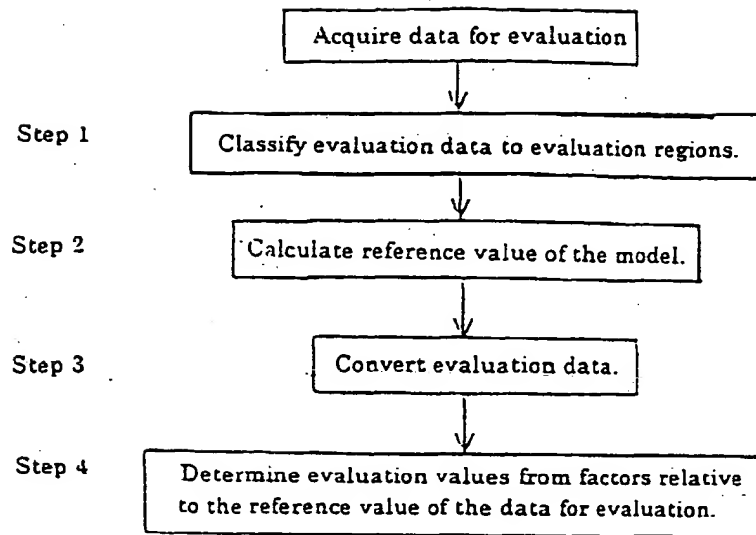 Acquire data for evaluation
Step 1
Classify evaluation data to evaluation regions.
Step 2
Calculate reference value of the model.
Step 3
Convert evaluation data.
Step 4
Determine evaluation values from factors relative
to the reference value of the data for evaluation.